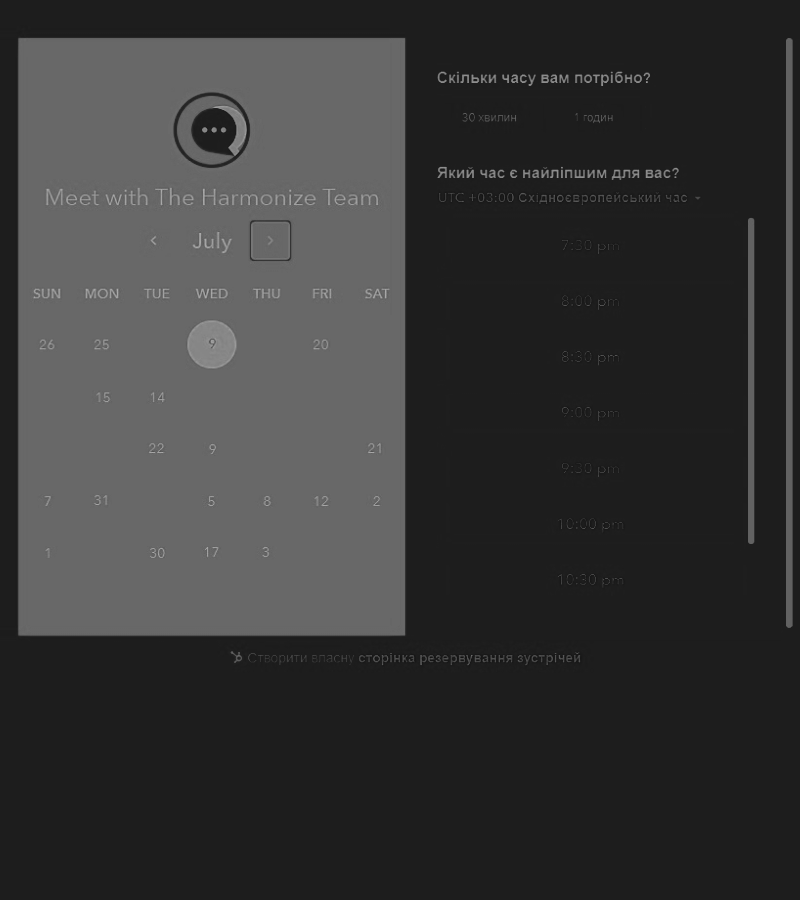 Meet with The Harmonize Team
July
SUN MON TUE WED THU FRI SAT
26 25 9 20
15 14
22 9 21
7 31 5 8 12 2
1 30 17 3
Скільки часу вам потрібно?
30 хвилин 1 годин
Який час є найліпшим для вас?
UTC +03:00 Східноєвропейський час
7:30 pm
8:00 pm
8:30 pm
9:00 pm
9:30 pm
10:00 pm
10:30 pm
Створити власну сторінка резервування зустрічей